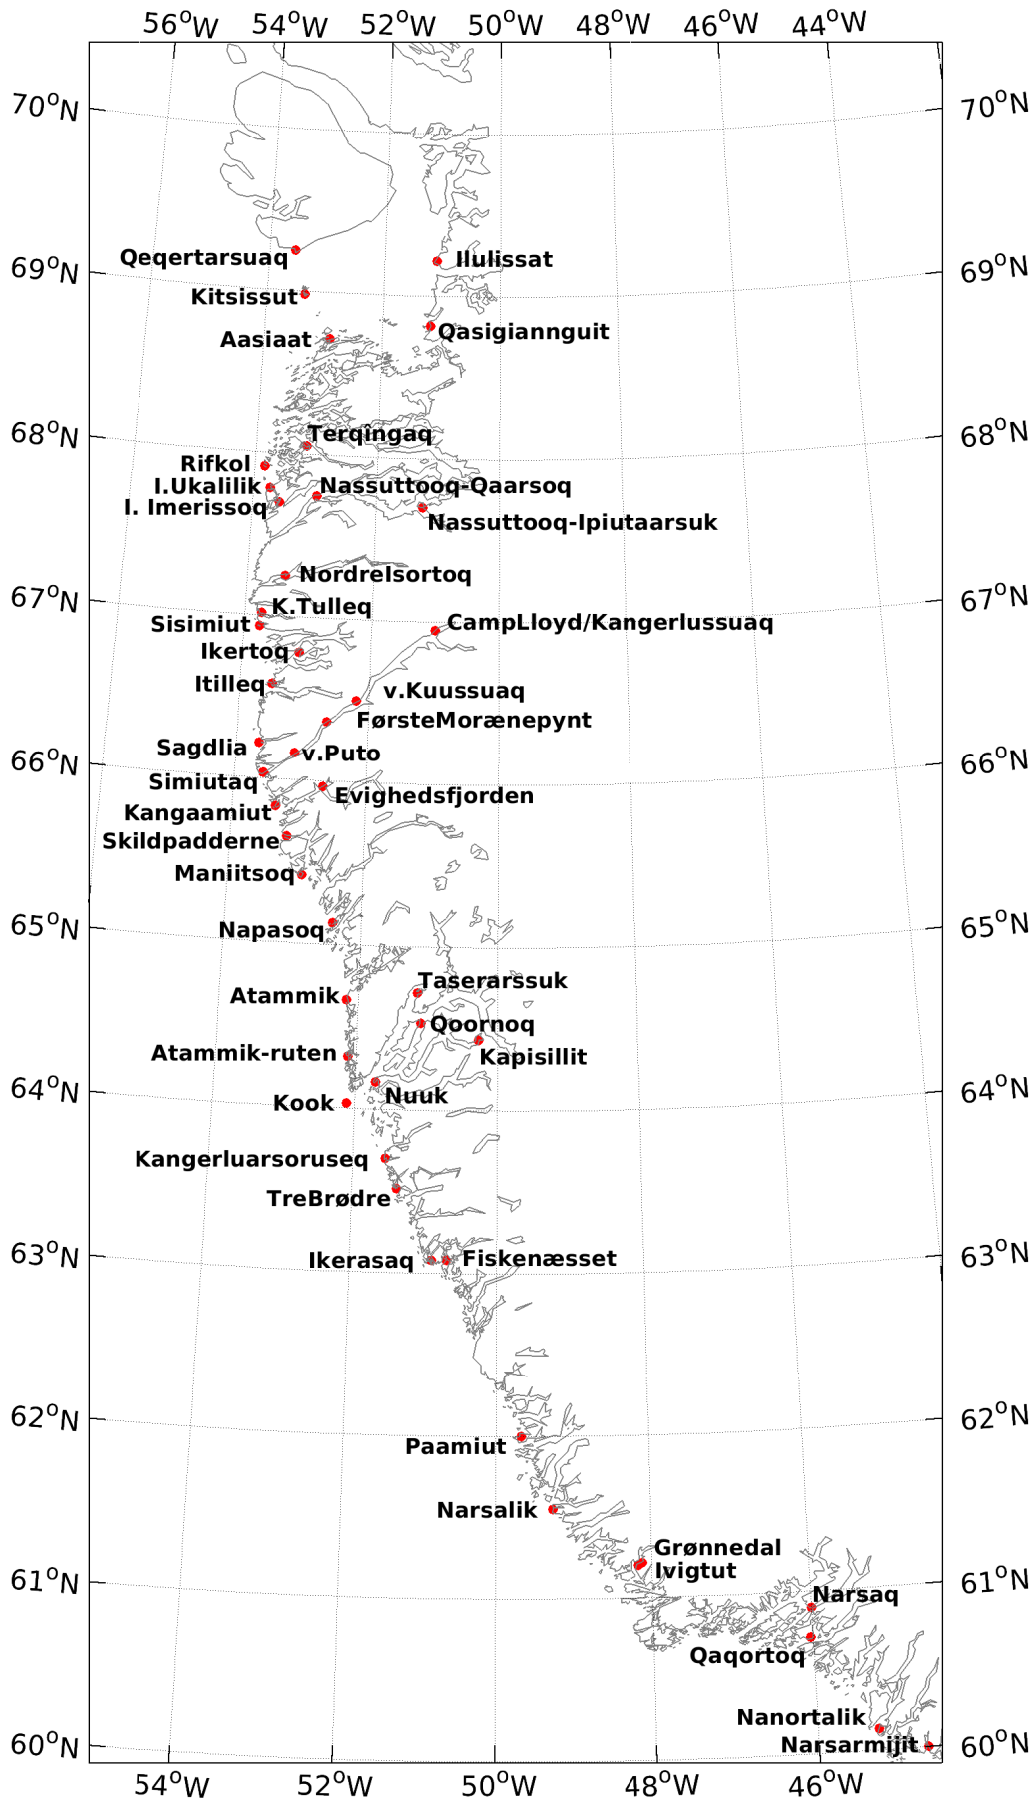 56°W 54°W 52°W 50°W 48°W 46°W 44°W
70°N 70°N
Qeqertarsuaq Ilulissat
69°N 69°N
Kitsissut
Qasigiannguit
Aasiaat
68°N Terqîngaq 68°N
Rifkol
I.Ukalilik Nassuttooq-Qaarsoq
I. Imerissoq
Nassuttooq-Ipiutaarsuk
NordreIsortoq
67°N K.Tulleq 67°N
Sisimiut CampLloyd/Kangerlussuaq
Ikertoq
Itilleq
v.Kuussuaq
FørsteMorænepynt
Sagdlia v.Puto
66°N 66°N
Simiutaq
Evighedsfjorden
Kangaamiut
Skildpadderne
Maniitsoq
65°N Napasoq 65°N
Taserarssuk
Atammik
Qoornoq
Atammik-ruten Kapisillit
64°N Nuuk 64°N
Kook
Kangerluarsoruseq
TreBrødre
63°N Ikerasaq Fiskenæsset 63°N
62°N 62°N
Paamiut
Narsalik
Grønnedal
Ivigtut
61°N 61°N
Narsaq
Qaqortoq
Nanortalik
60°N Narsarmijit 60°N
54°W 52°W 50°W 48°W 46°W